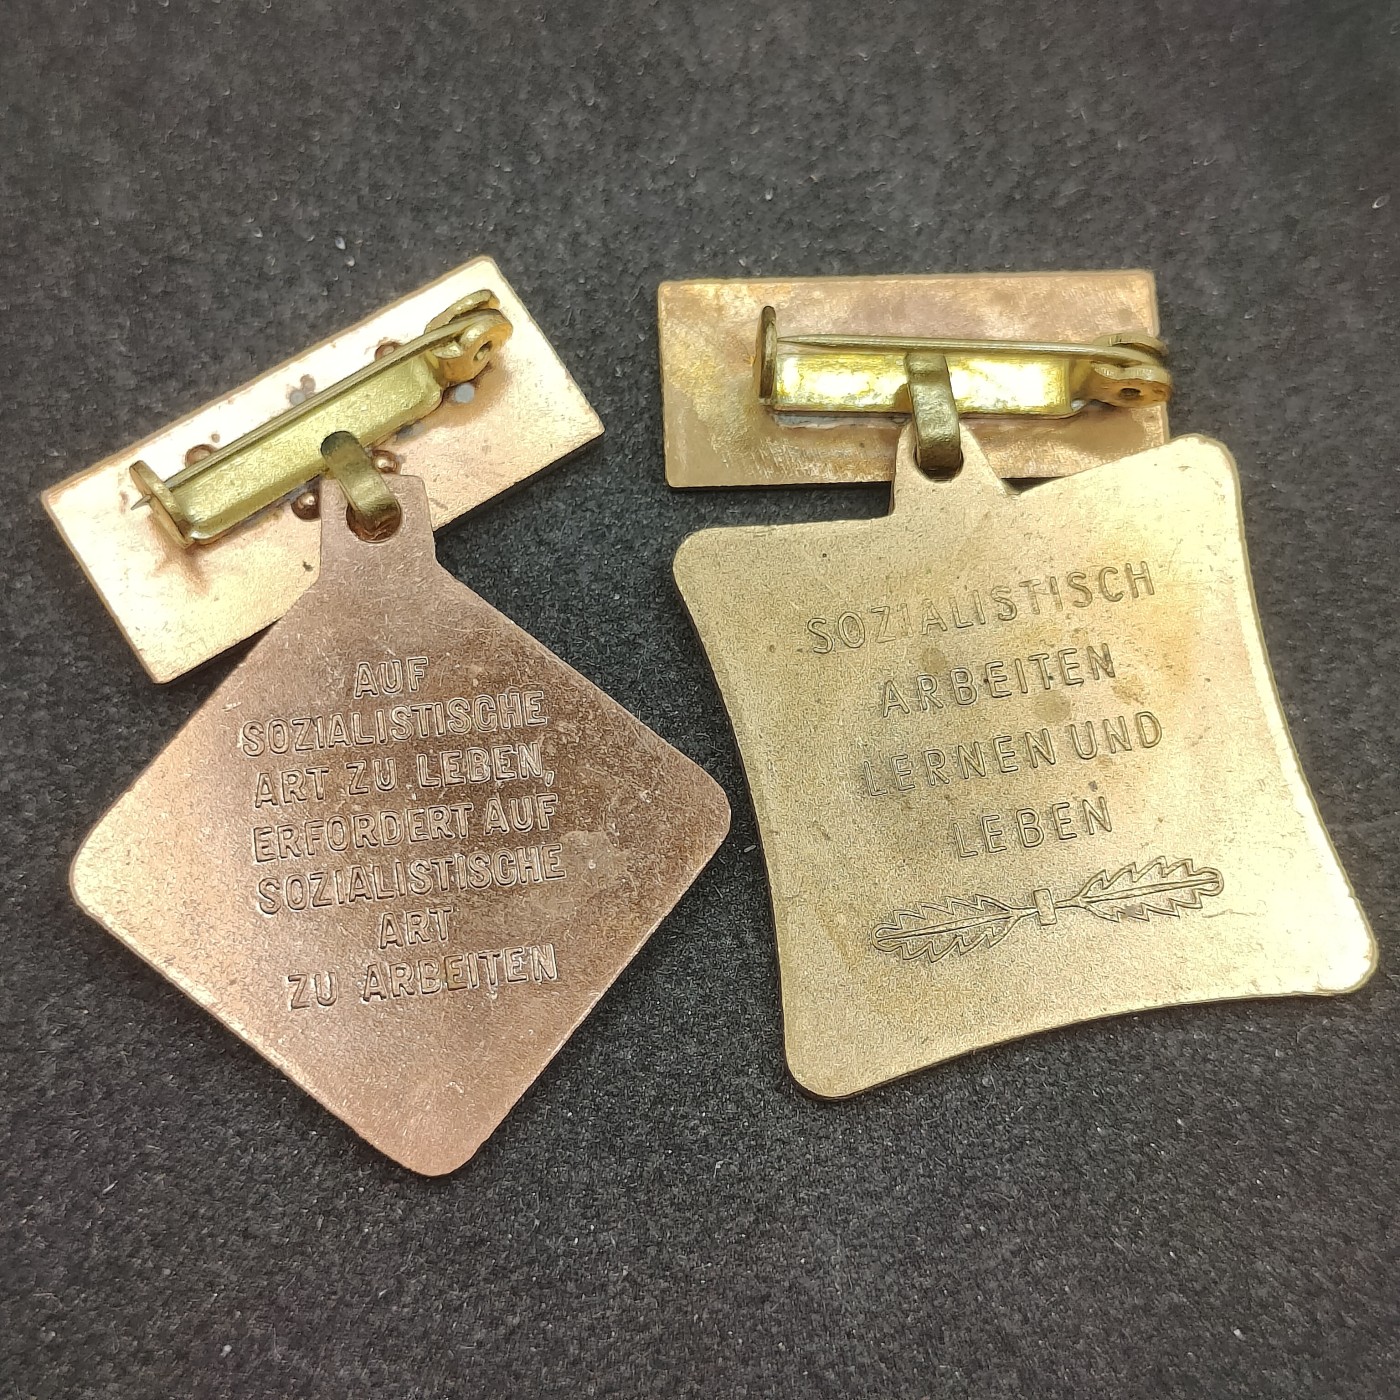 AUF
SOZIALISTISCHE
ART ZU LEBEN,
ERFORDERT AUF
SOZIALISTISCHE
ART
ZU ARBEITEN
SOZIALISTISCH
ARBEITEN
LERNEN UND
LEBEN